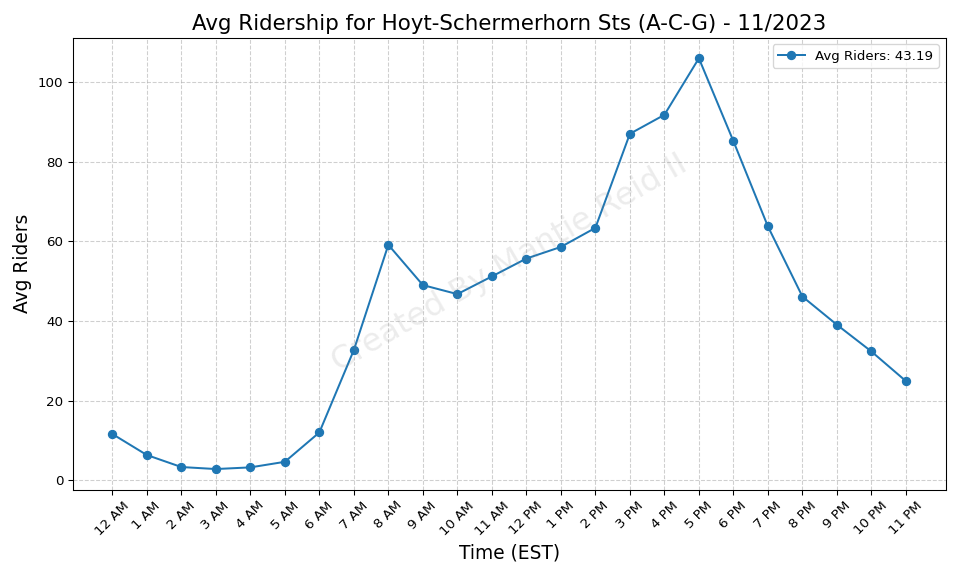 Avg Ridership for Hoyt-Schermerhorn Sts (A-C-G) - 11/2023
Avg Riders: 43.19
Avg Riders
100
80
60
40
20
0
Created By Mantie Reid II
12 AM
1 AM
2 AM
3 AM
4 AM
5 AM
6 AM
7 AM
8 AM
9 AM
10 AM
11 AM
12 PM
1 PM
2 PM
3 PM
4 PM
5 PM
6 PM
7 PM
8 PM
9 PM
10 PM
11 PM
Time (EST)